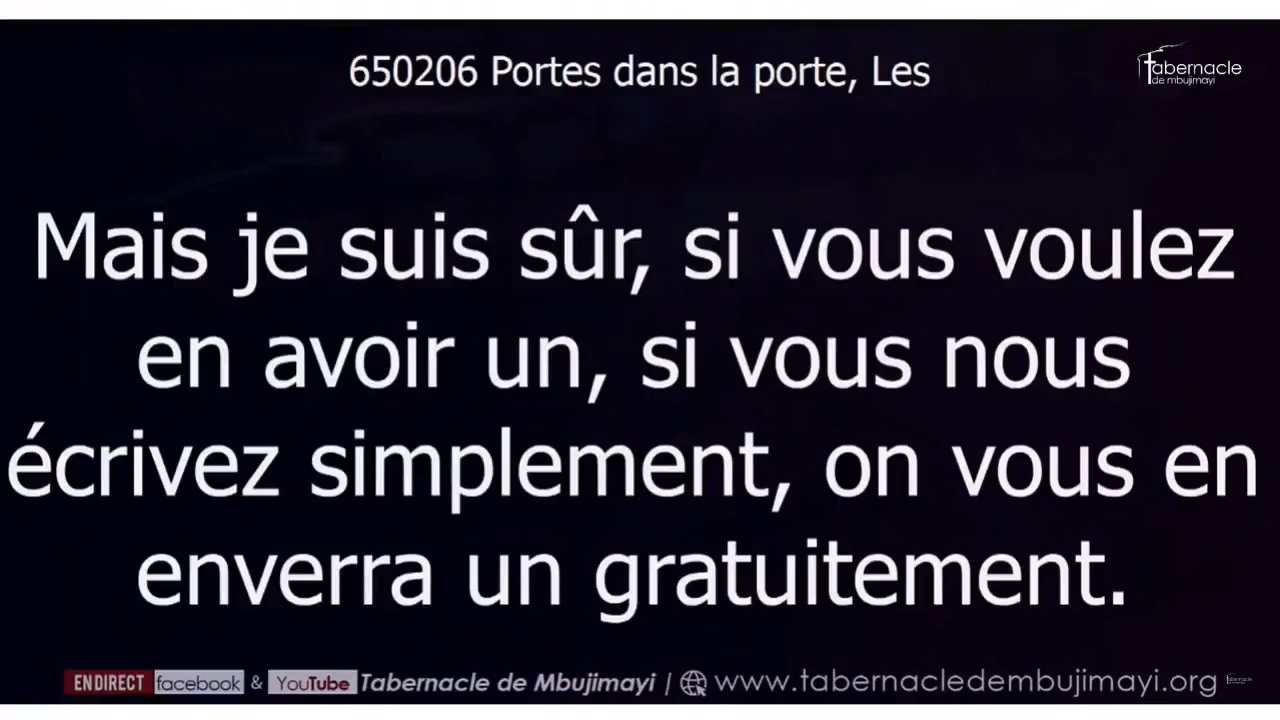 650206 Portes dans la porte, Les
Tabernacle
de mbujimayi
Mais je suis sûr, si vous voulez
en avoir un, si vous nous
écrivez simplement, on vous en
enverra un gratuitement.
EN DIRECT facebook & YouTube Tabernacle de Mbujimayi | www.tabernacledembujimayi.org